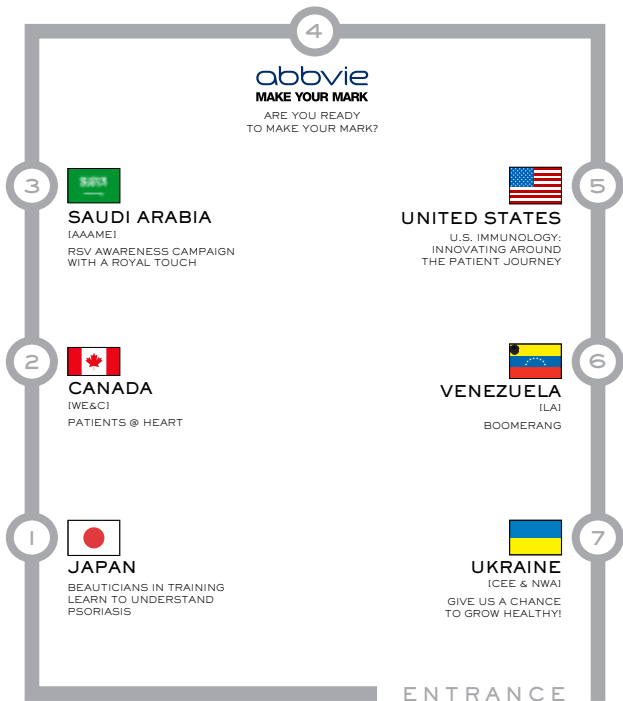 4
abbvie
MAKE YOUR MARK
ARE YOU READY
TO MAKE YOUR MARK?
3
SAUDI ARABIA
[AAAME]
RSV AWARENESS CAMPAIGN
WITH A ROYAL TOUCH
5
UNITED STATES
U.S. IMMUNOLOGY:
INNOVATING AROUND
THE PATIENT JOURNEY
2
CANADA
[WE&C]
PATIENTS @ HEART
6
VENEZUELA
[LA]
BOOMERANG
1
JAPAN
BEAUTICIANS IN TRAINING
LEARN TO UNDERSTAND
PSORIASIS
7
UKRAINE
[CEE & NWA]
GIVE US A CHANCE
TO GROW HEALTHY!
ENTRANCE